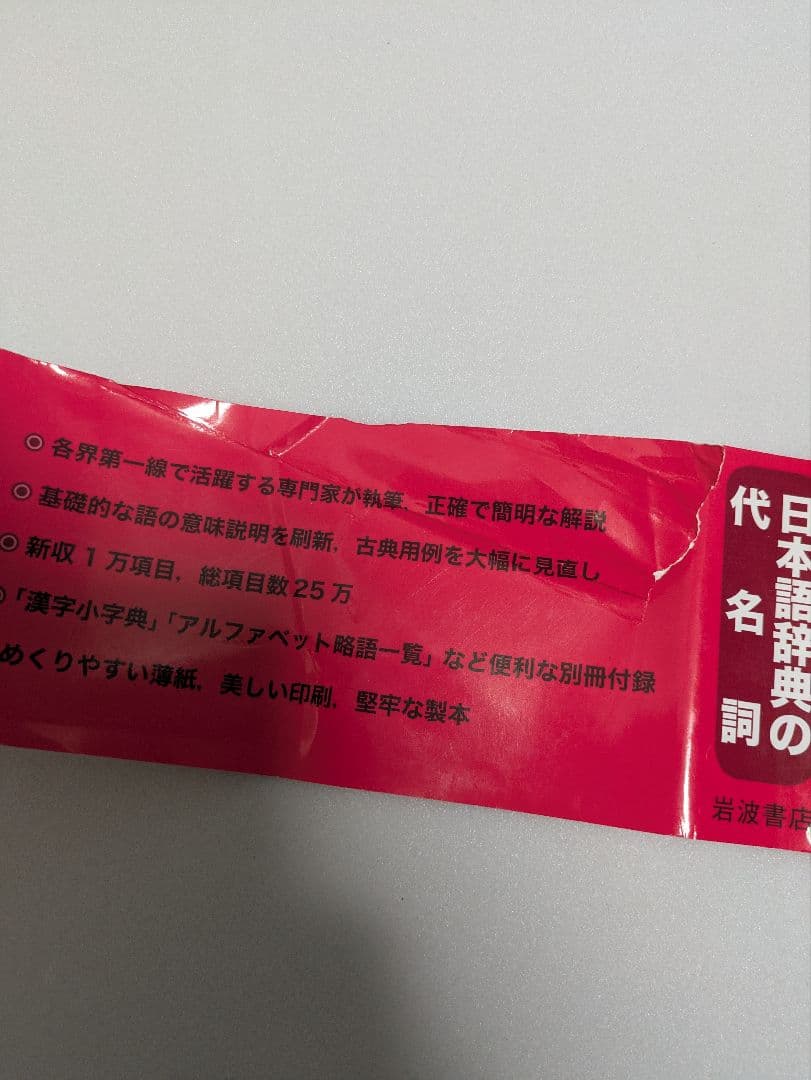 ◉ 各界第一線で活躍する専門家が執筆，正確で簡明な解説
◉ 基礎的な語の意味説明を刷新，古典用例を大幅に見直し
◉ 新収1万項目，総項目数25万
◉ 「漢字小字典」「アルファベット略語一覧」など便利な別冊付録
めくりやすい薄紙，美しい印刷，堅牢な製本
日本語辞典の
代名詞
岩波書店